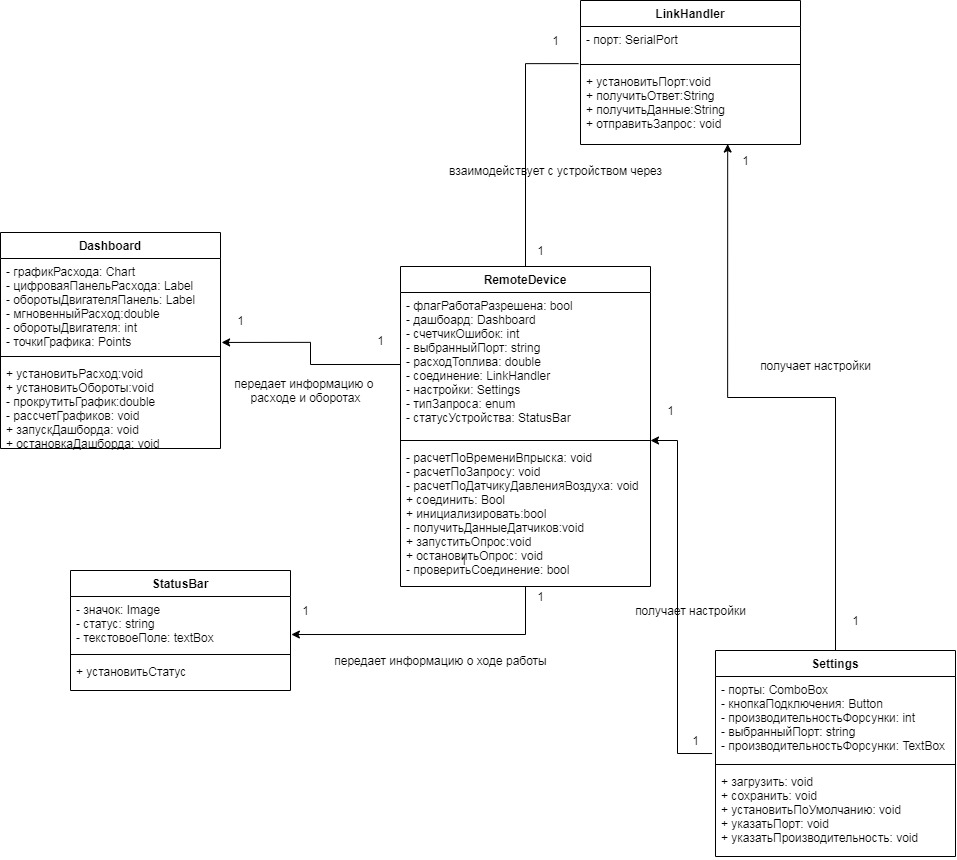 LinkHandler
- порт: SerialPort
+ установитьПорт:void
+ получитьОтвет:String
+ получитьДанные:String
+ отправитьЗапрос: void
1
1
взаимодействует с устройством через
1
Dashboard
- графикРасхода: Chart
- цифроваяПанельРасхода: Label
- оборотыДвигателяПанель: Label
- мгновенныйРасход:double
- оборотыДвигателя: int
- точкиГрафика: Points
+ установитьРасход:void
+ установитьОбороты:void
- прокрутитьГрафик:double
- рассчетГрафиков: void
+ запускДашборда: void
+ остановкаДашборда: void
1
1
передает информацию о
расходе и оборотах
RemoteDevice
- флагРаботаРазрешена: bool
- дашбоард: Dashboard
- счетчикОшибок: int
- выбранныйПорт: string
- расходТоплива: double
- соединение: LinkHandler
- настройки: Settings
- типЗапроса: enum
- статусУстройства: StatusBar
- расчетПоВремениВпрыска: void
- расчетПоЗапросу: void
- расчетПоДатчикуДавленияВоздуха: void
+ соединить: Bool
+ инициализировать:bool
- получитьДанныеДатчиков:void
+ запуститьОпрос:void
+ остановитьОпрос: void
- проверитьСоединение: bool
получает настройки
1
StatusBar
- значок: Image
- статус: string
- текстовоеПоле: textBox
+ установитьСтатус
1
1
передает информацию о ходе работы
получает настройки
1
1
Settings
- порты: ComboBox
- кнопкаПодключения: Button
- производительностьФорсунки: int
- выбранныйПорт: string
- производительностьФорсунки: TextBox
+ загрузить: void
+ сохранить: void
+ установитьПоУмолчанию: void
+ указатьПорт: void
+ указатьПроизводительность: void